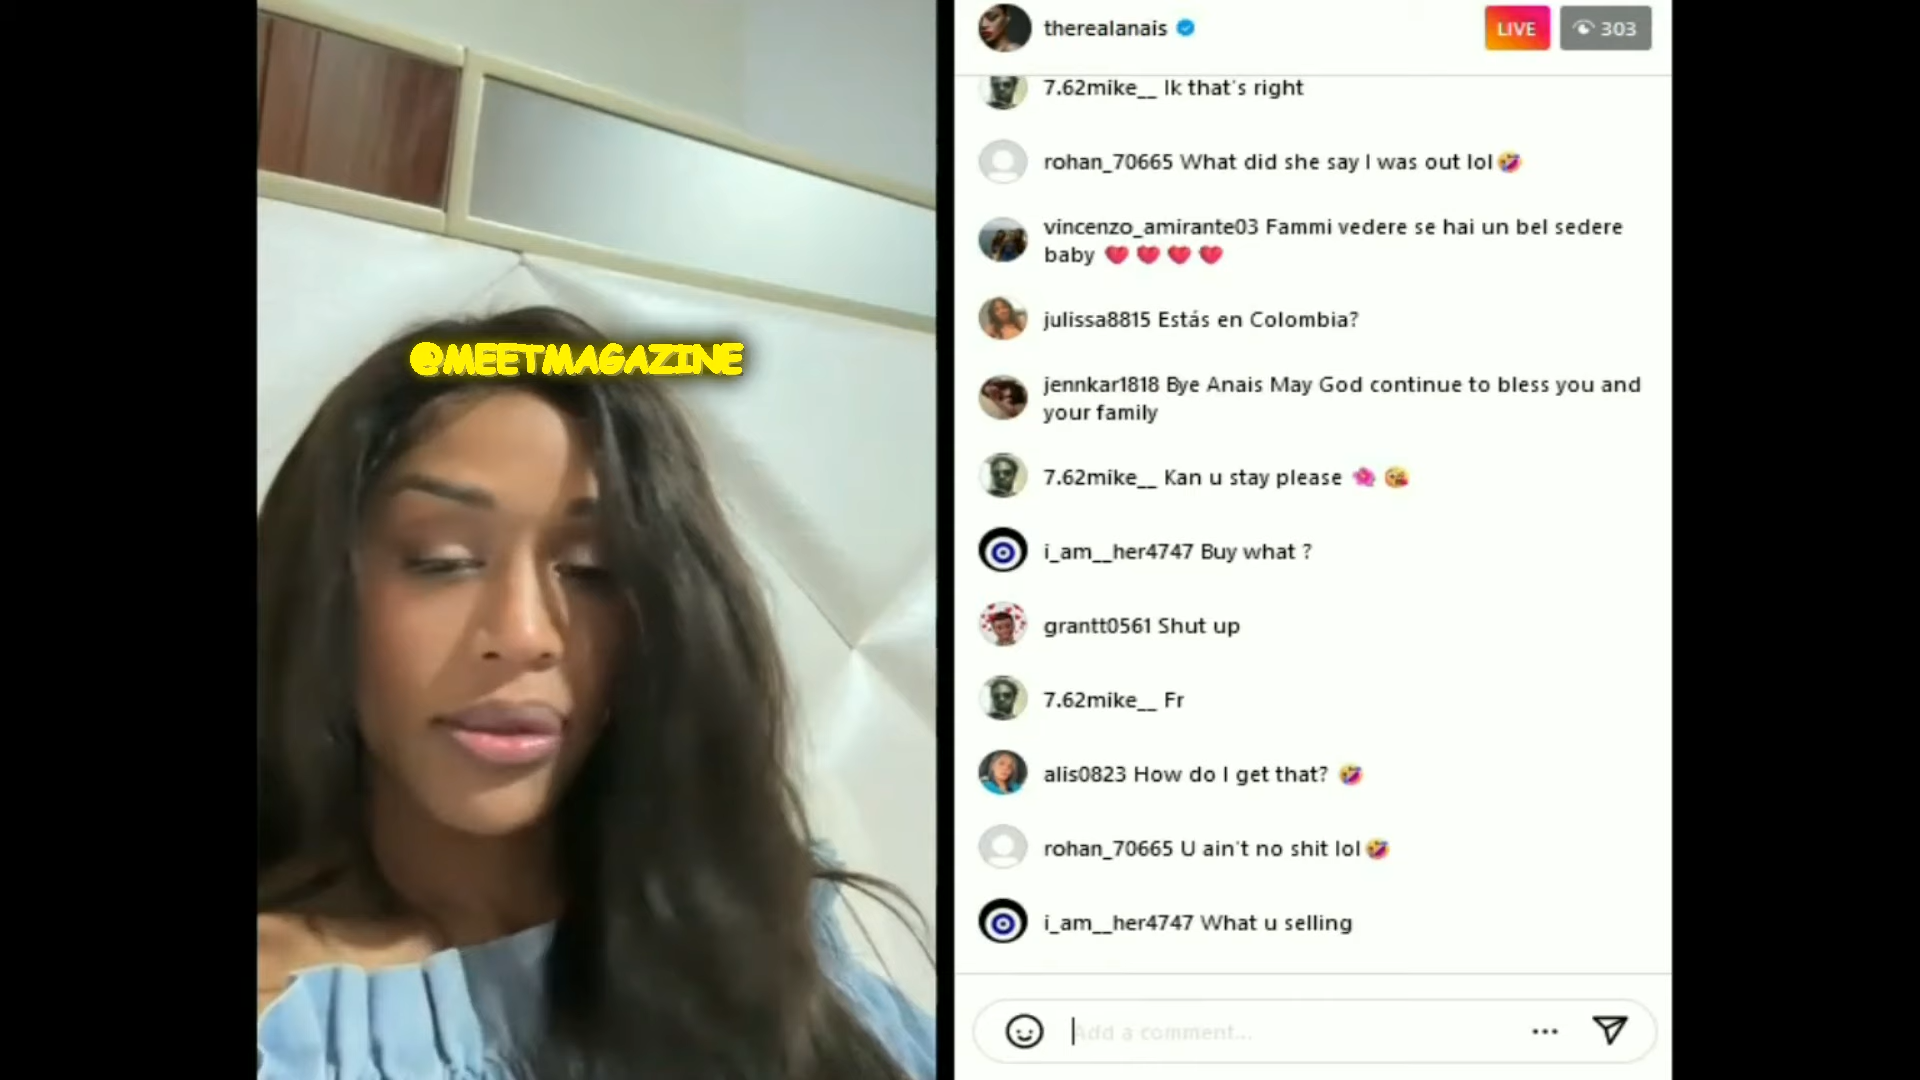 @MEETMAGAZINE
therealanais
LIVE
303
7.62mike__ Ik that's right
rohan_70665 What did she say I was out lol🤣
vincenzo_amirante03 Fammi vedere se hai un bel sedere
baby ❤️ ❤️ ❤️ ❤️
julissa8815 Estás en Colombia?
jennkar1818 Bye Anais May God continue to bless you and
your family
7.62mike__ Kan u stay please 🌺 😘
i_am__her4747 Buy what ?
grantt0561 Shut up
7.62mike__ Fr
alis0823 How do I get that? 🤣
rohan_70665 U ain't no shit lol🤣
i_am__her4747 What u selling
Add a comment...